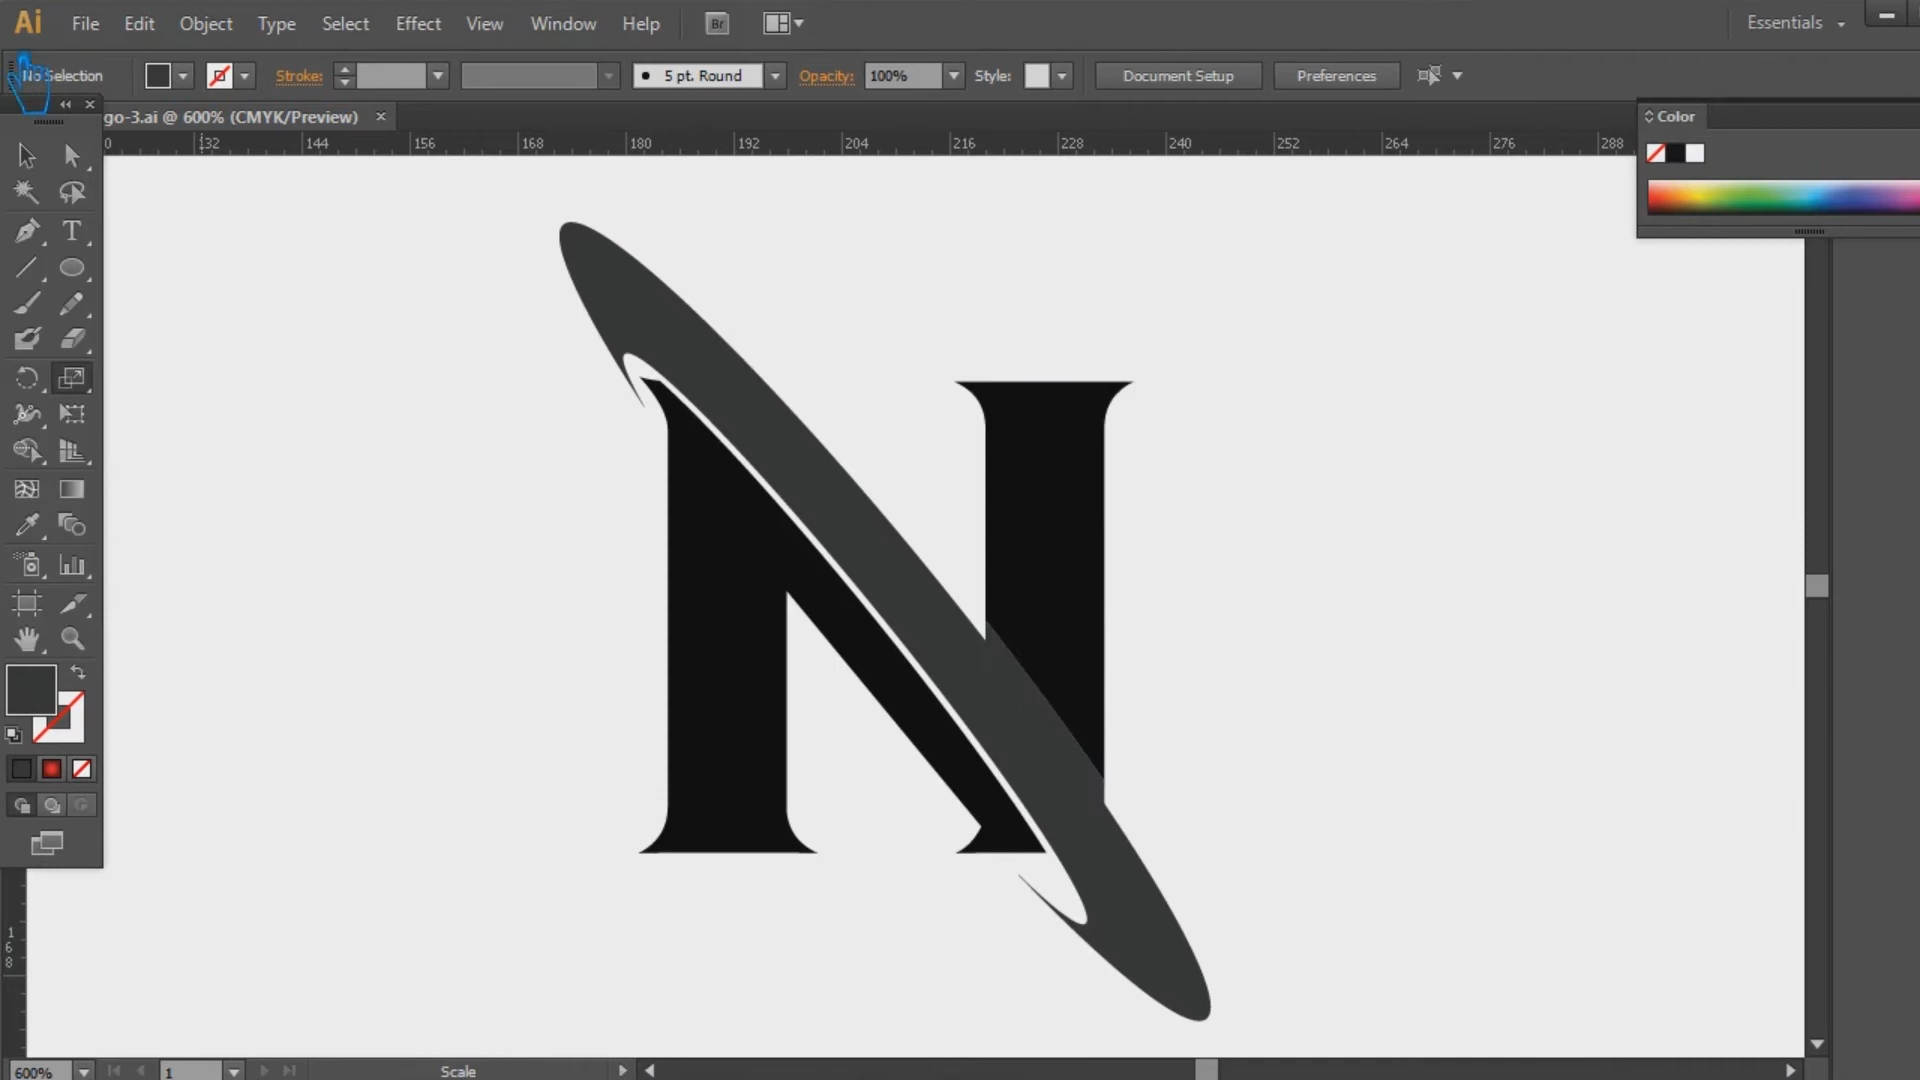 Ai File Edit Object Type Select Effect View Window Help Br Essentials
No Selection Stroke: 5 pt. Round Opacity: 100% Style: Document Setup Preferences
go-3.ai @ 600% (CMYK/Preview)
Color
0 132 144 156 168 180 192 204 216 228 240 252 264 276 288
T
N
168
600% 1 Scale